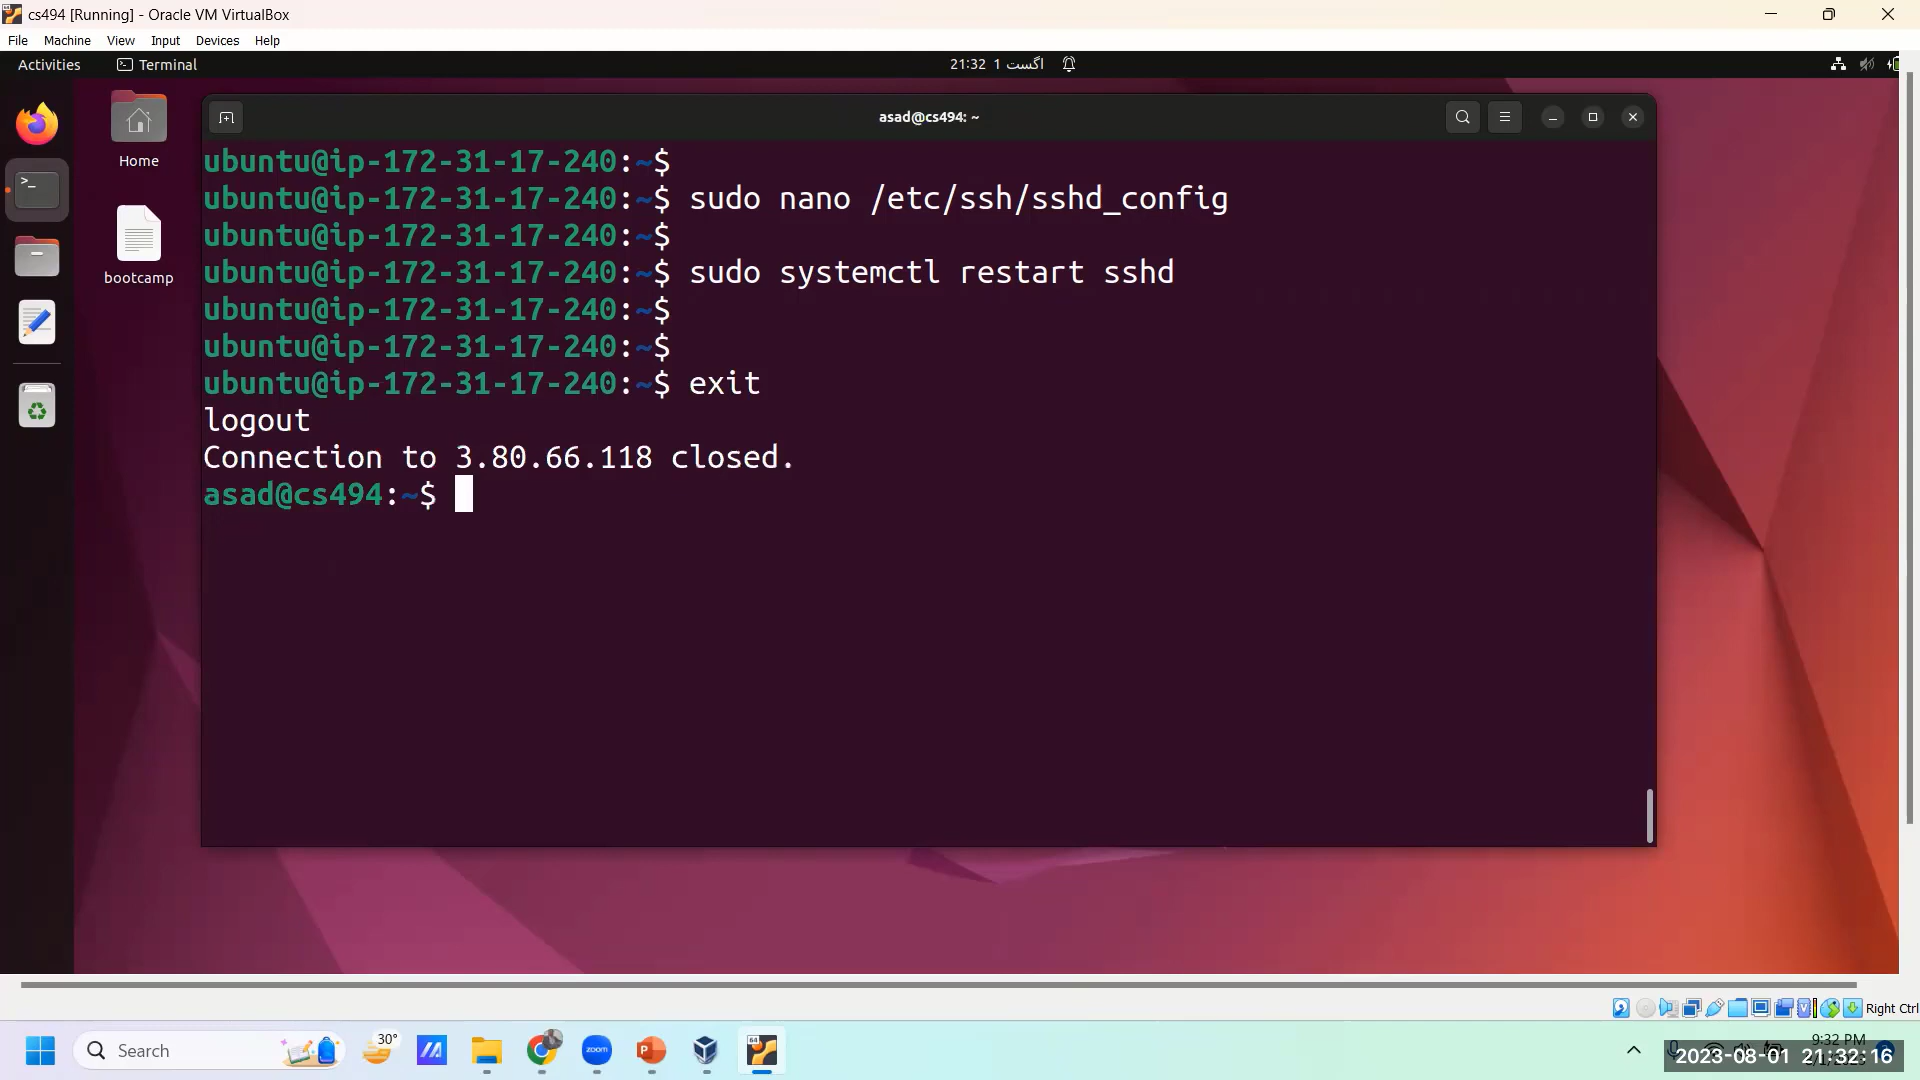 cs494 [Running] - Oracle VM VirtualBox
File Machine View Input Devices Help
Activities Terminal 21:32 1 اگست
asad@cs494: ~
Home
bootcamp
ubuntu@ip-172-31-17-240:~$
ubuntu@ip-172-31-17-240:~$ sudo nano /etc/ssh/sshd_config
ubuntu@ip-172-31-17-240:~$
ubuntu@ip-172-31-17-240:~$ sudo systemctl restart sshd
ubuntu@ip-172-31-17-240:~$
ubuntu@ip-172-31-17-240:~$
ubuntu@ip-172-31-17-240:~$ exit
logout
Connection to 3.80.66.118 closed.
asad@cs494:~$
Right Ctrl
Search
30°
zoom
9:32 PM
2023-08-01 21:32:16